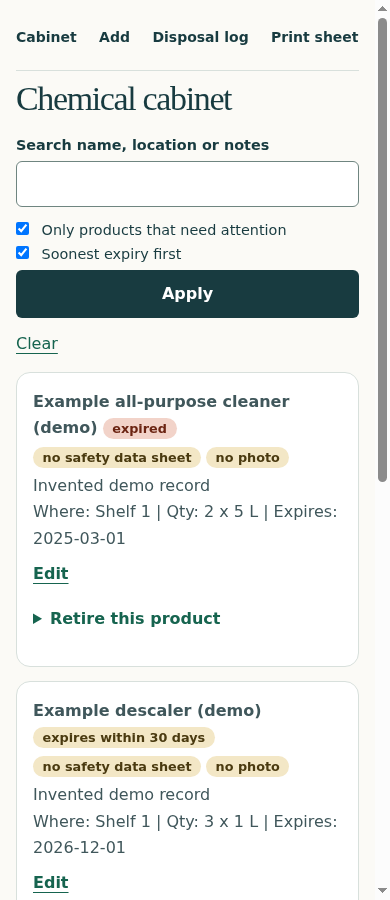 Cabinet Add Disposal log Print sheet
Chemical cabinet
Search name, location or notes
Only products that need attention
Soonest expiry first
Apply
Clear
Example all-purpose cleaner
(demo) expired
no safety data sheet no photo
Invented demo record
Where: Shelf 1 | Qty: 2 x 5 L | Expires:
2025-03-01
Edit
Retire this product
Example descaler (demo)
expires within 30 days
no safety data sheet no photo
Invented demo record
Where: Shelf 1 | Qty: 3 x 1 L | Expires:
2026-12-01
Edit